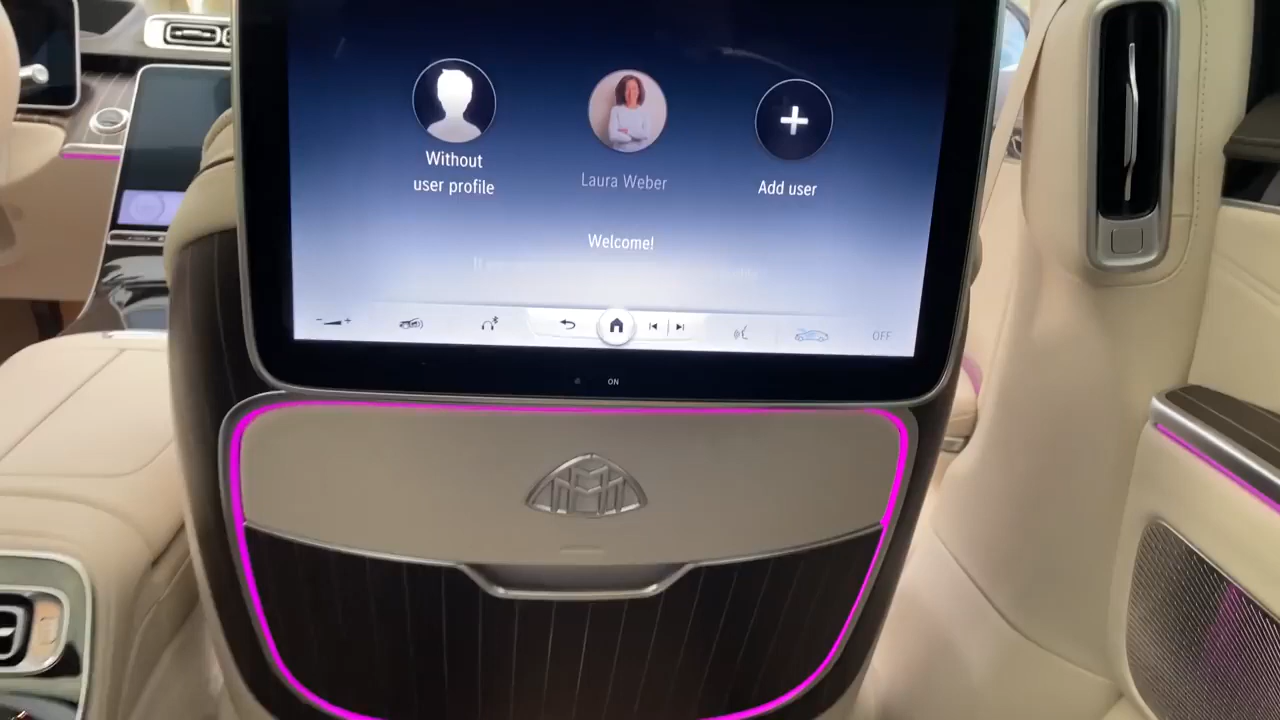 Without
user profile
Laura Weber
Add user
Welcome!
OFF
ON